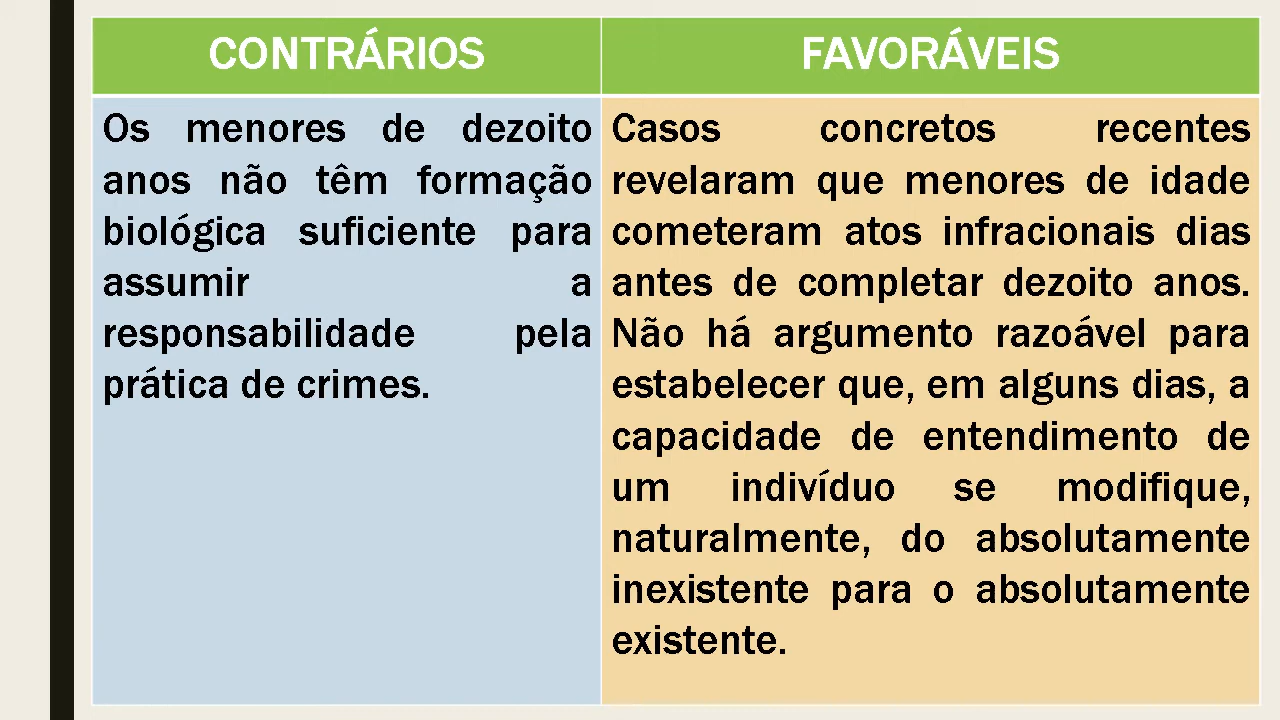 CONTRÁRIOS
FAVORÁVEIS
Os menores de dezoito
anos não têm formação
biológica suficiente para
assumir a
responsabilidade pela
prática de crimes.
Casos concretos recentes
revelaram que menores de idade
cometeram atos infracionais dias
antes de completar dezoito anos.
Não há argumento razoável para
estabelecer que, em alguns dias, a
capacidade de entendimento de
um indivíduo se modifique,
naturalmente, do absolutamente
inexistente para o absolutamente
existente.